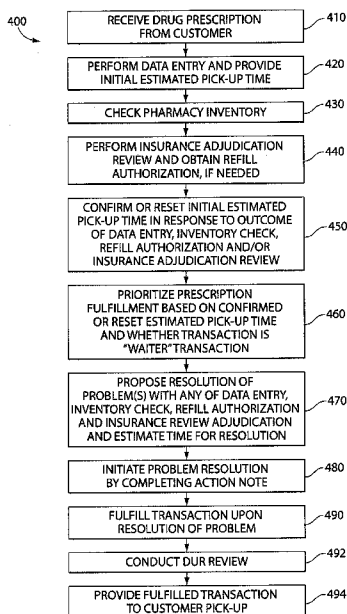 400
RECEIVE DRUG PRESCRIPTION
FROM CUSTOMER
410
PERFORM DATA ENTRY AND PROVIDE
INITIAL ESTIMATED PICK-UP TIME
420
CHECK PHARMACY INVENTORY
430
PERFORM INSURANCE ADJUDICATION
REVIEW AND OBTAIN REFILL
AUTHORIZATION, IF NEEDED
440
CONFIRM OR RESET INITIAL ESTIMATED
PICK-UP TIME IN RESPONSE TO OUTCOME
OF DATA ENTRY, INVENTORY CHECK,
REFILL AUTHORIZATION AND/OR
INSURANCE ADJUDICATION REVIEW
450
PRIORITIZE PRESCRIPTION
FULFILLMENT BASED ON CONFIRMED
OR RESET ESTIMATED PICK-UP TIME
AND WHETHER TRANSACTION IS
"WAITER" TRANSACTION
460
PROPOSE RESOLUTION OF
PROBLEM(S) WITH ANY OF DATA ENTRY,
INVENTORY CHECK, REFILL AUTHORIZATION
AND INSURANCE REVIEW ADJUDICATION
AND ESTIMATE TIME FOR RESOLUTION
470
INITIATE PROBLEM RESOLUTION
BY COMPLETING ACTION NOTE
480
FULFILL TRANSACTION UPON
RESOLUTION OF PROBLEM
490
CONDUCT DUR REVIEW
492
PROVIDE FULFILLED TRANSACTION
TO CUSTOMER PICK-UP
494